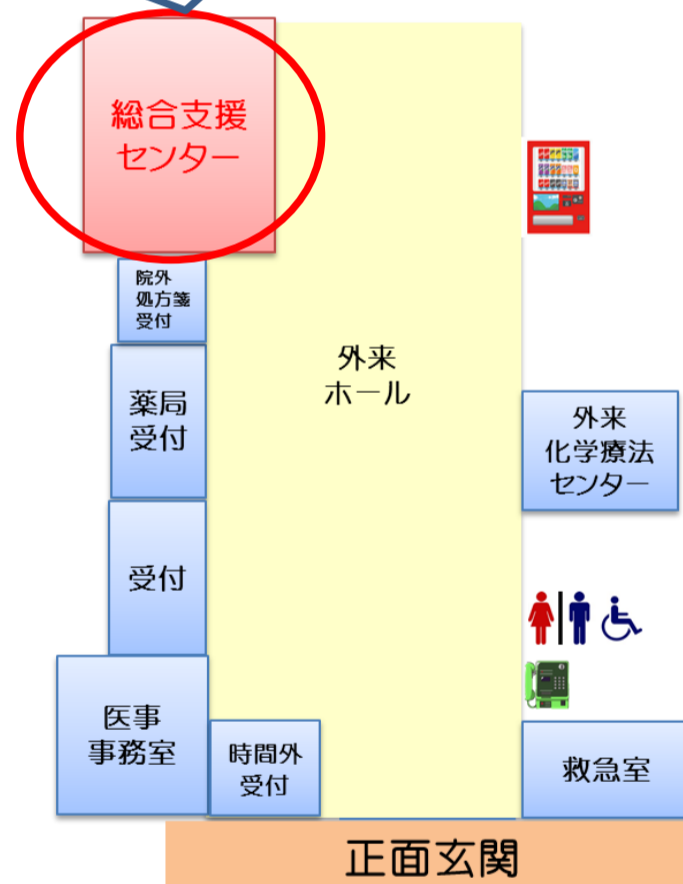 総合支援
センター
院外
処方箋
受付
薬局
受付
外来
ホール
外来
化学療法
センター
受付
医事
事務室
時間外
受付
救急室
正面玄関